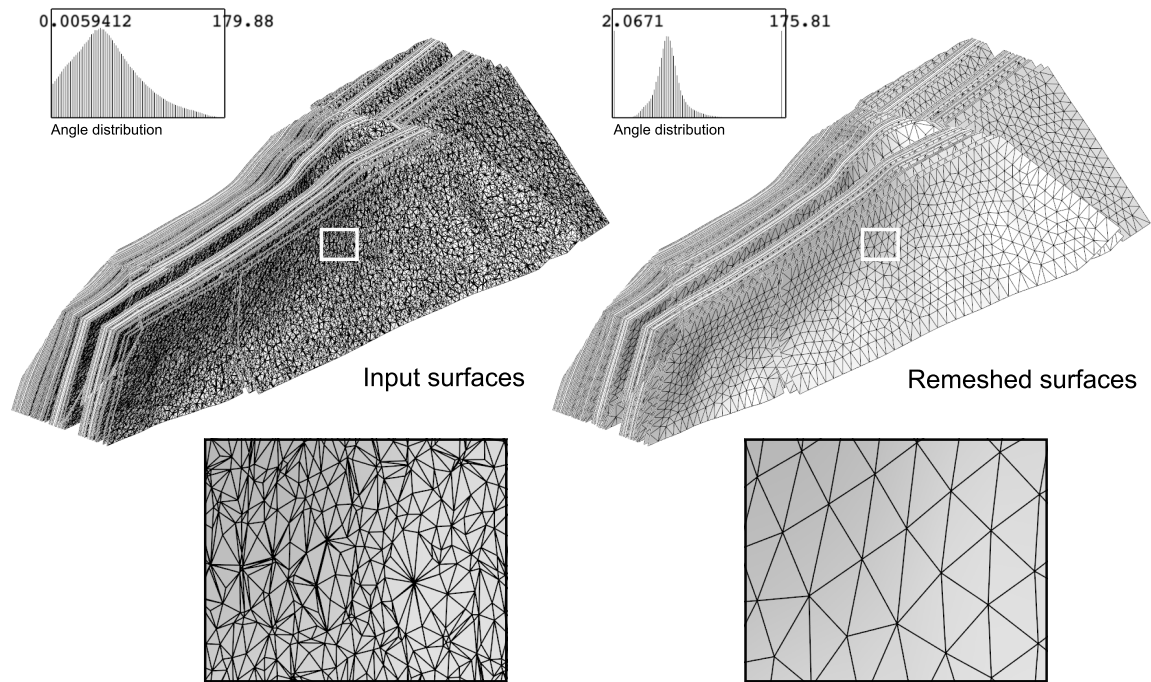 0.0059412 179.88
Angle distribution
2.0671 175.81
Angle distribution
Input surfaces
Remeshed surfaces